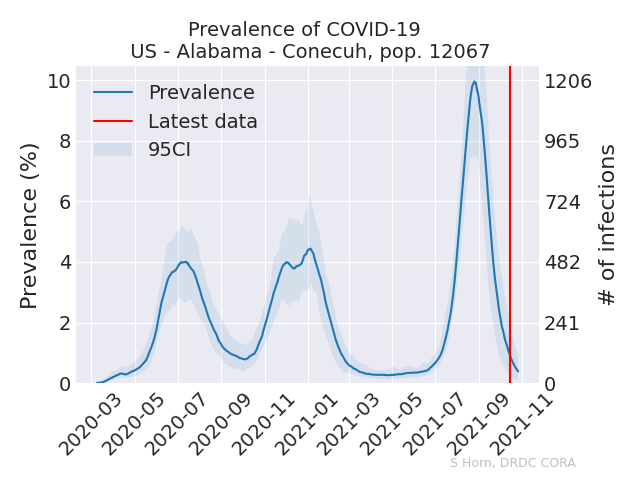 Prevalence of COVID-19
US - Alabama - Conecuh, pop. 12067
Prevalence (%)
10
8
6
4
2
0
Prevalence
Latest data
95CI
1206
965
724
482
241
0
# of infections
2020-03
2020-05
2020-07
2020-09
2020-11
2021-01
2021-03
2021-05
2021-07
2021-09
2021-11
S Horn, DRDC CORA